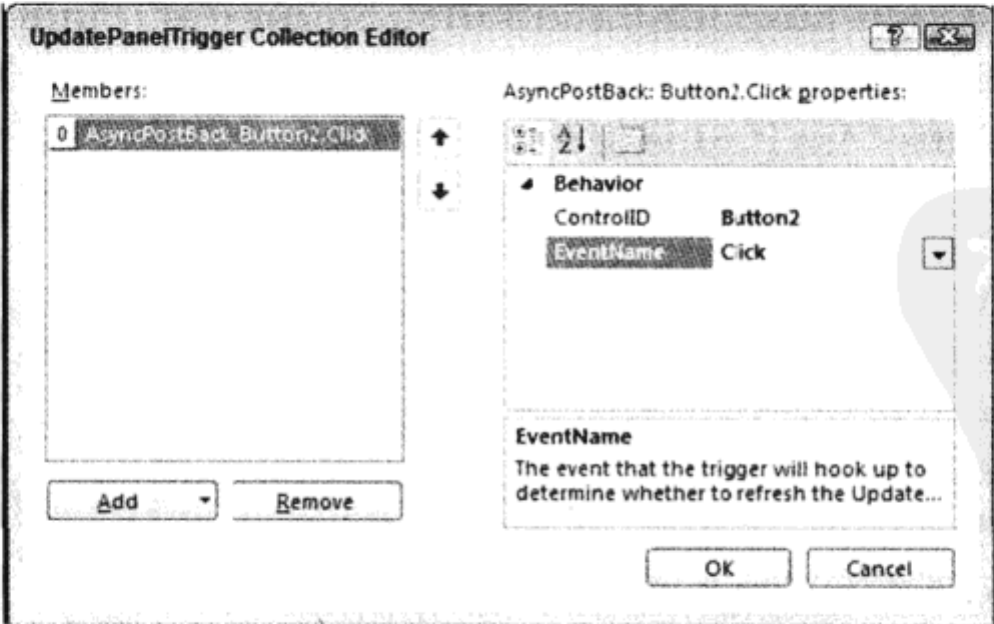 UpdatePanelTrigger Collection Editor
Members:
AsyncPostBack: Button2.Click properties:
0 AsyncPostBack: Button2.Click
Behavior
ControlID Button2
EventName Click
EventName
The event that the trigger will hook up to
determine whether to refresh the Update...
Add Remove
OK Cancel